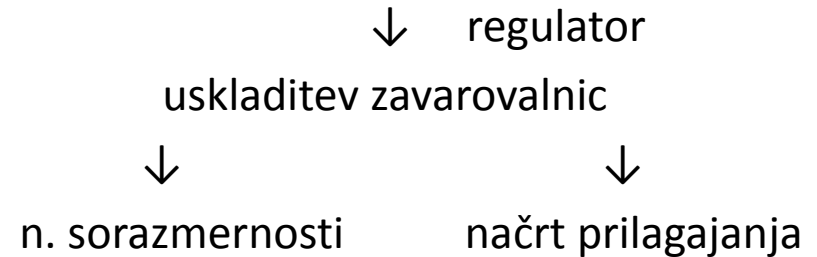 ↓ regulator
uskladitev zavarovalnic
↓ ↓
n. sorazmernosti načrt prilagajanja